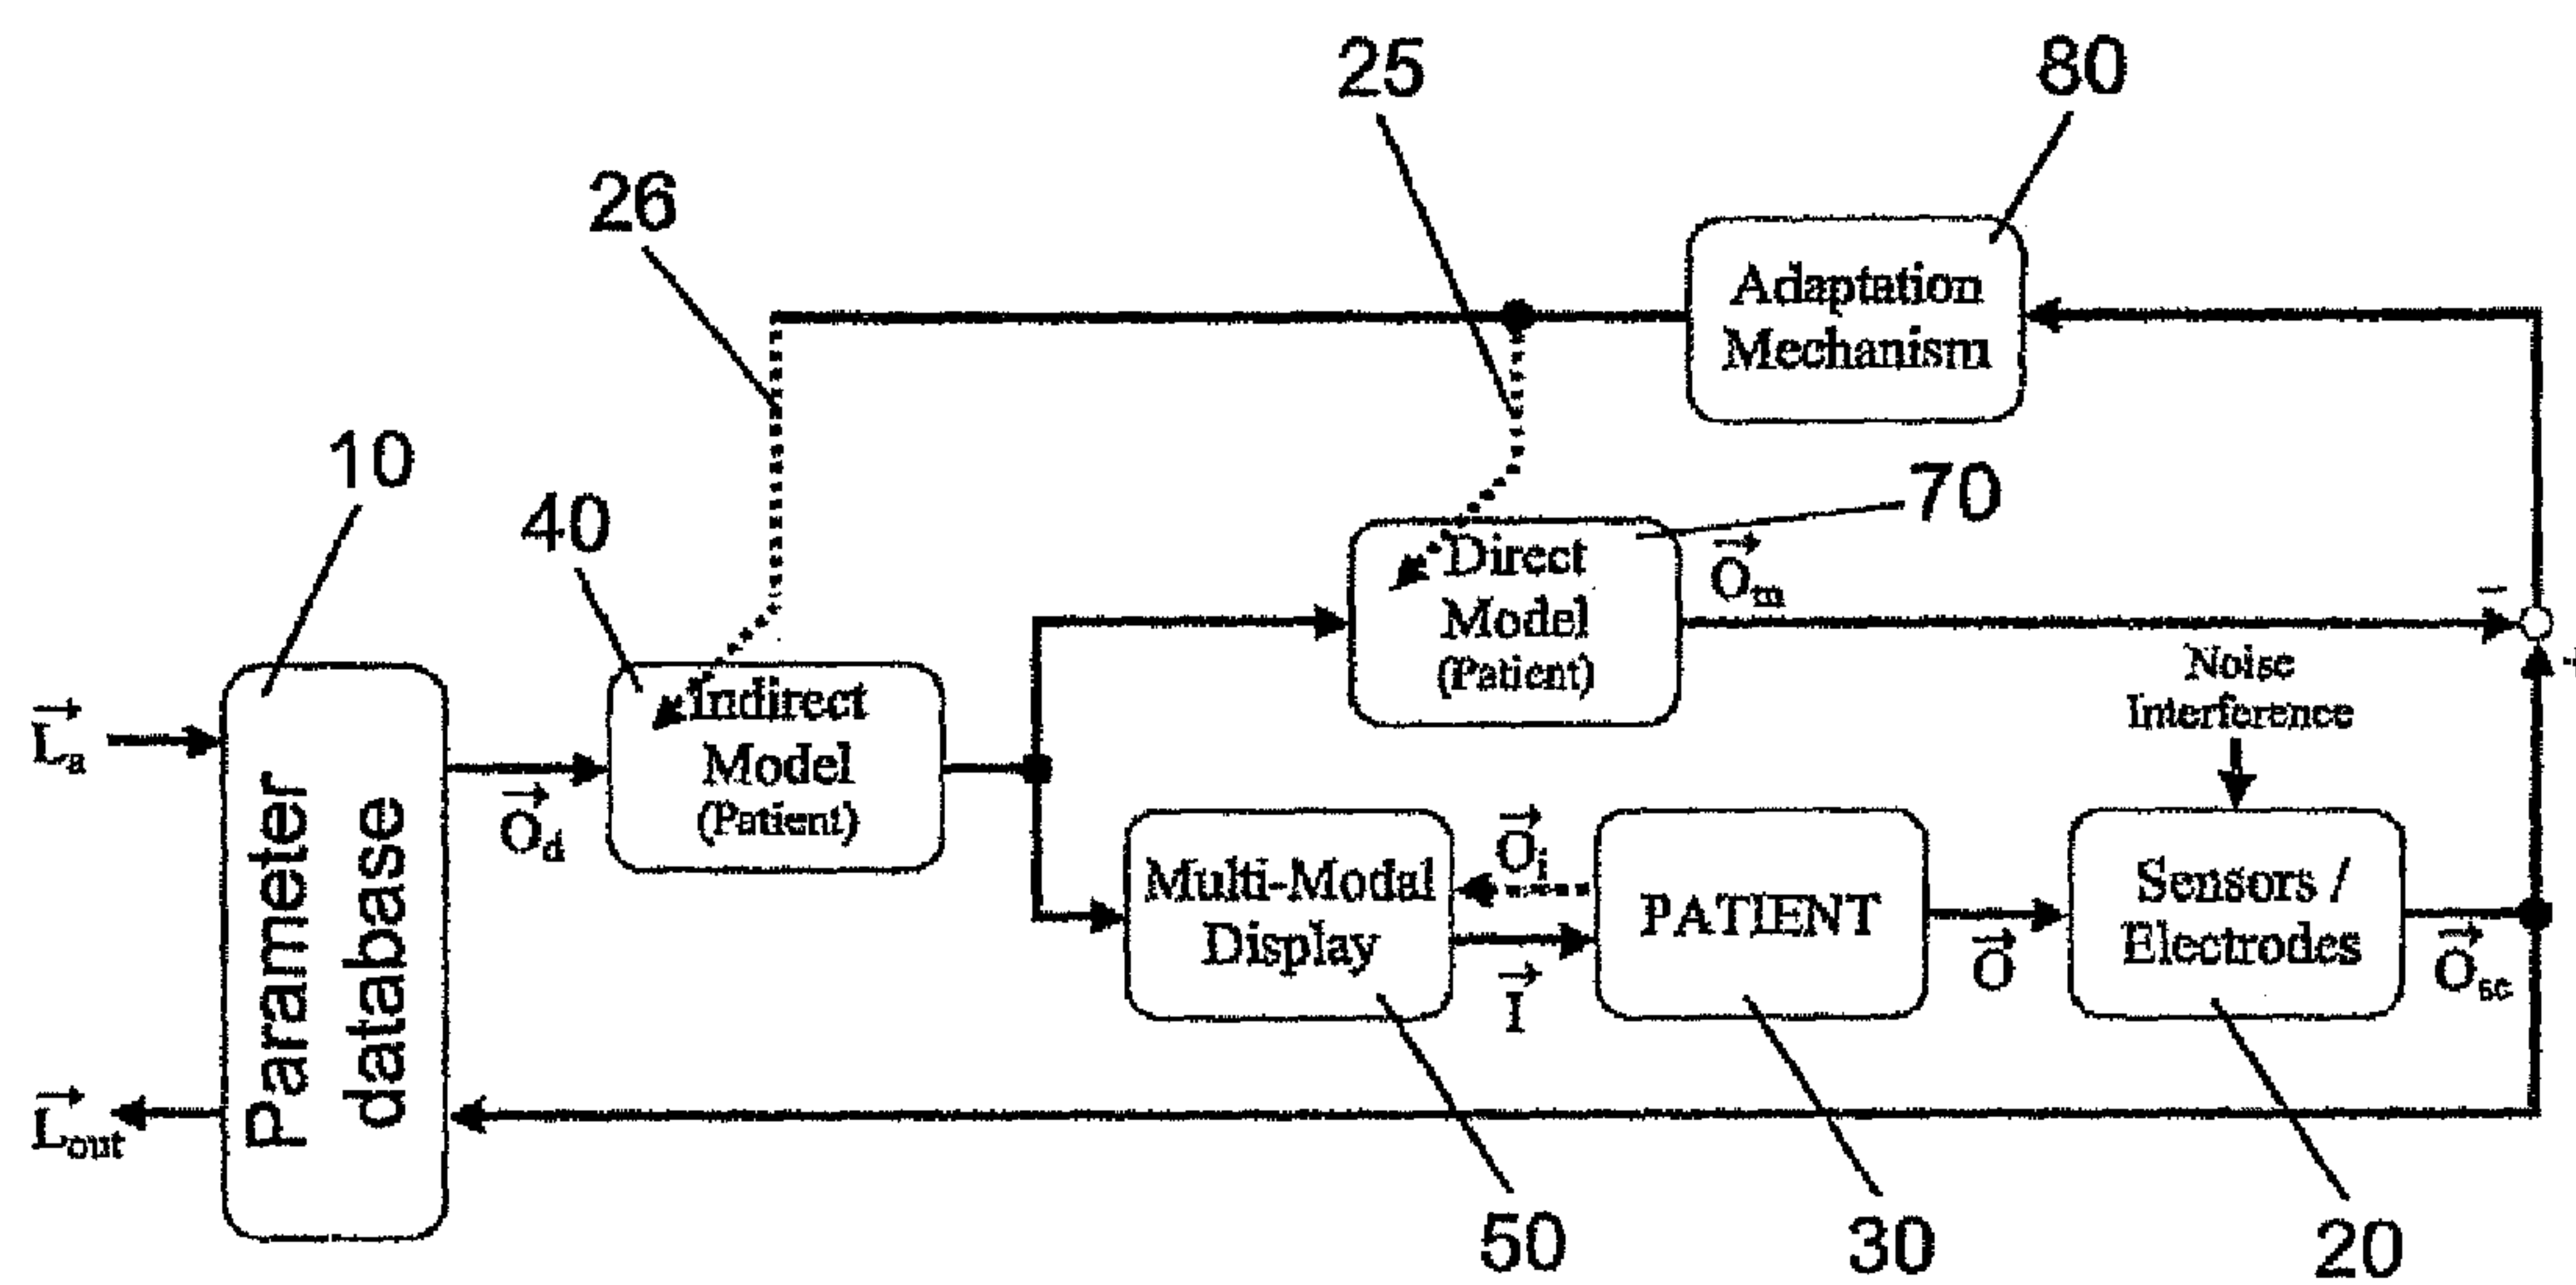 25
80
26
Adaptation
Mechanism
10
40
70
Direct
Model
(Patient)
O_m
−
+
Noise
Interference
L_a
Parameter
database
O_d
Indirect
Model
(Patient)
Multi-Modal
Display
O_i
I
PATIENT
O
Sensors /
Electrodes
O_sc
L_out
50
30
20